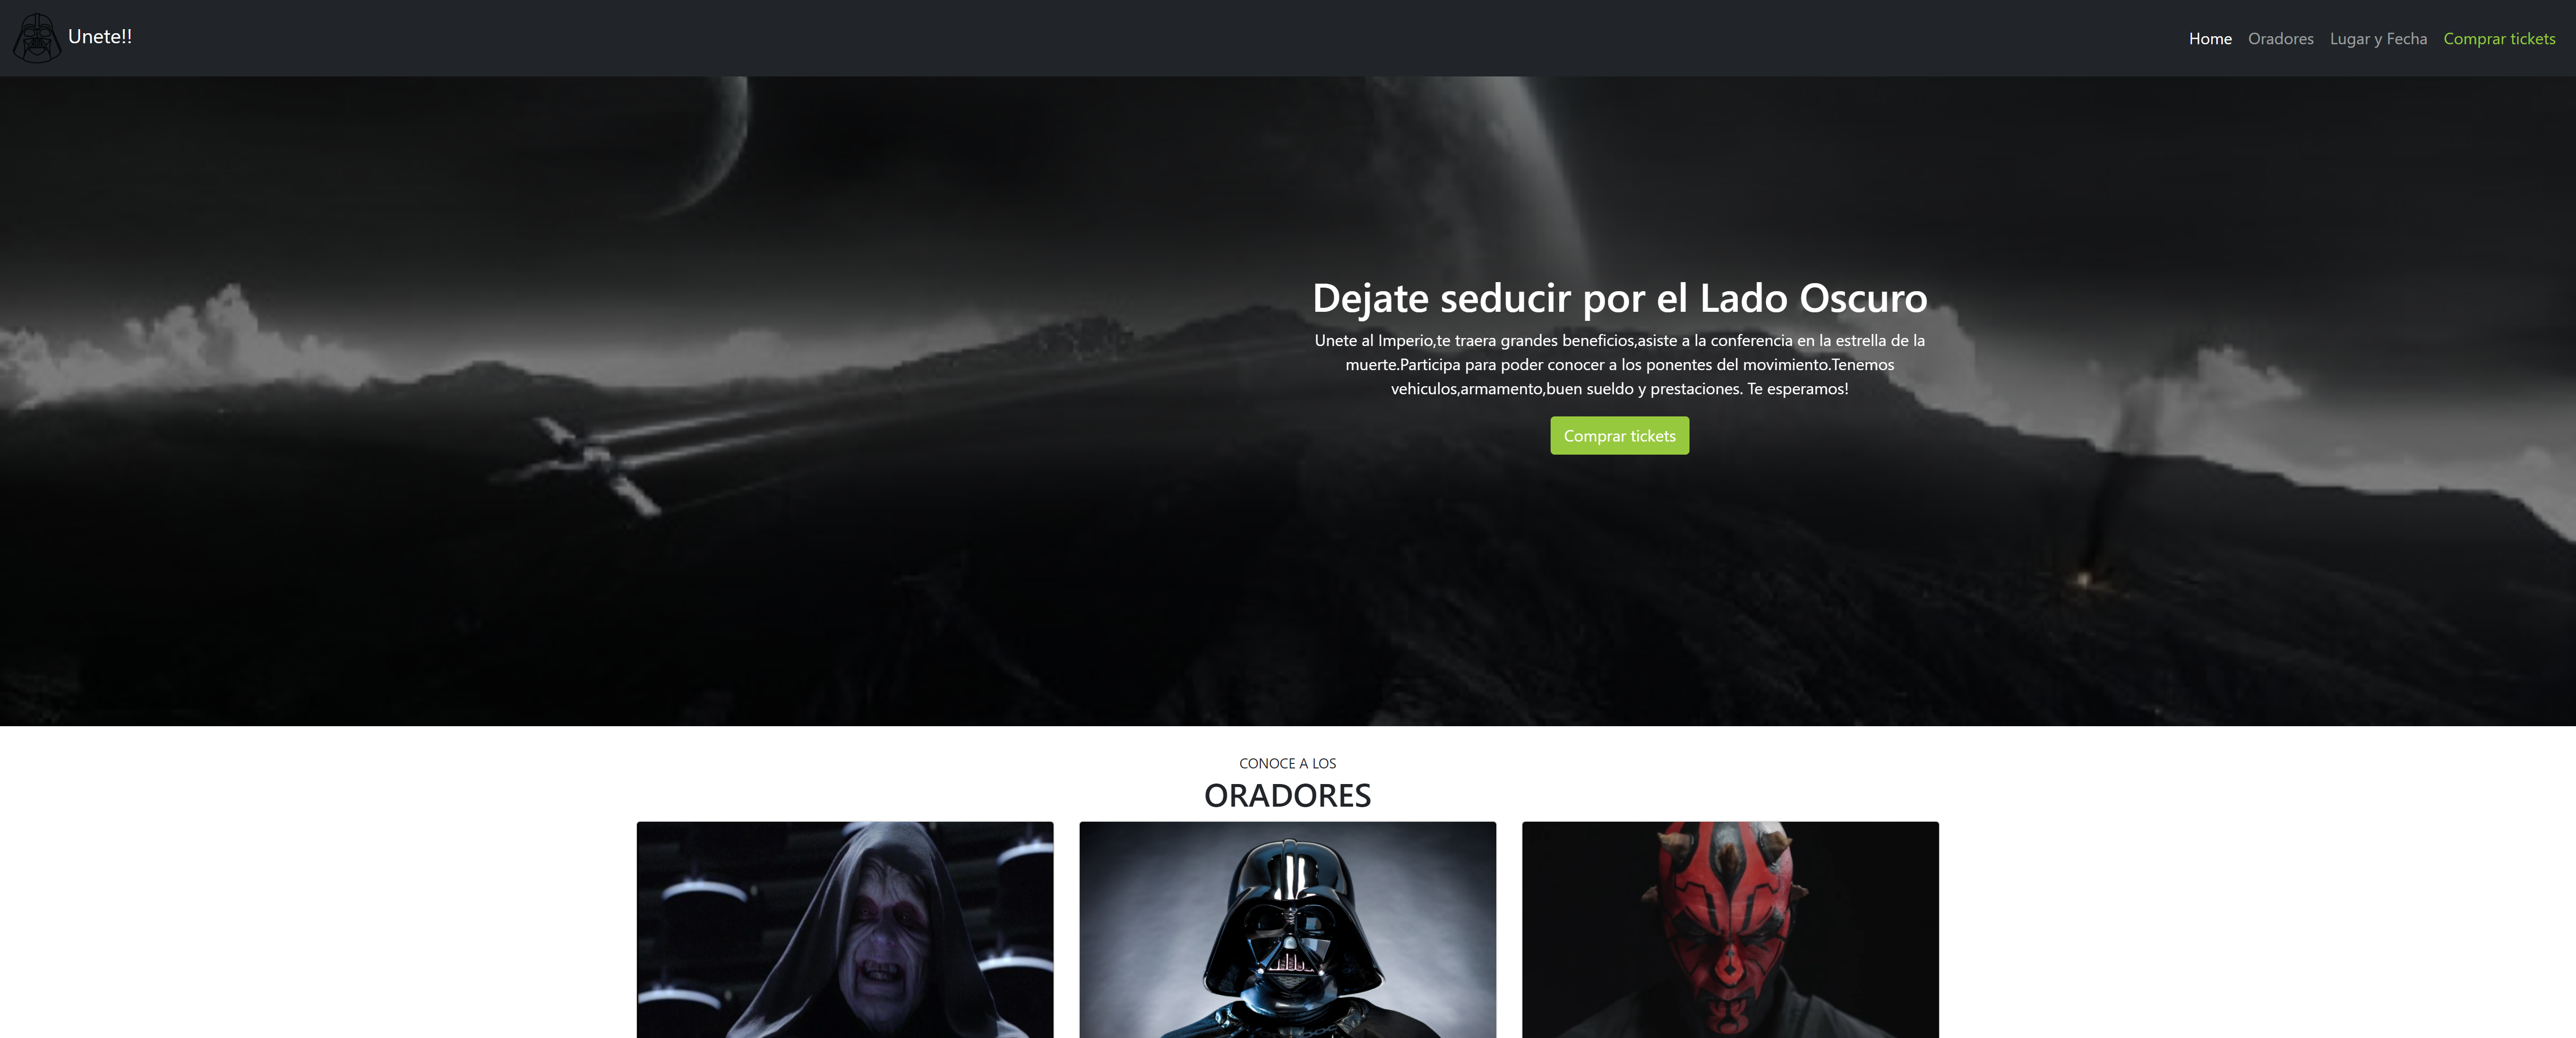 Unete!!
Home
Oradores
Lugar y Fecha
Comprar tickets
Dejate seducir por el Lado Oscuro
Unete al Imperio,te traera grandes beneficios,asiste a la conferencia en la estrella de la
muerte.Participa para poder conocer a los ponentes del movimiento.Tenemos
vehiculos,armamento,buen sueldo y prestaciones. Te esperamos!
Comprar tickets
CONOCE A LOS
ORADORES